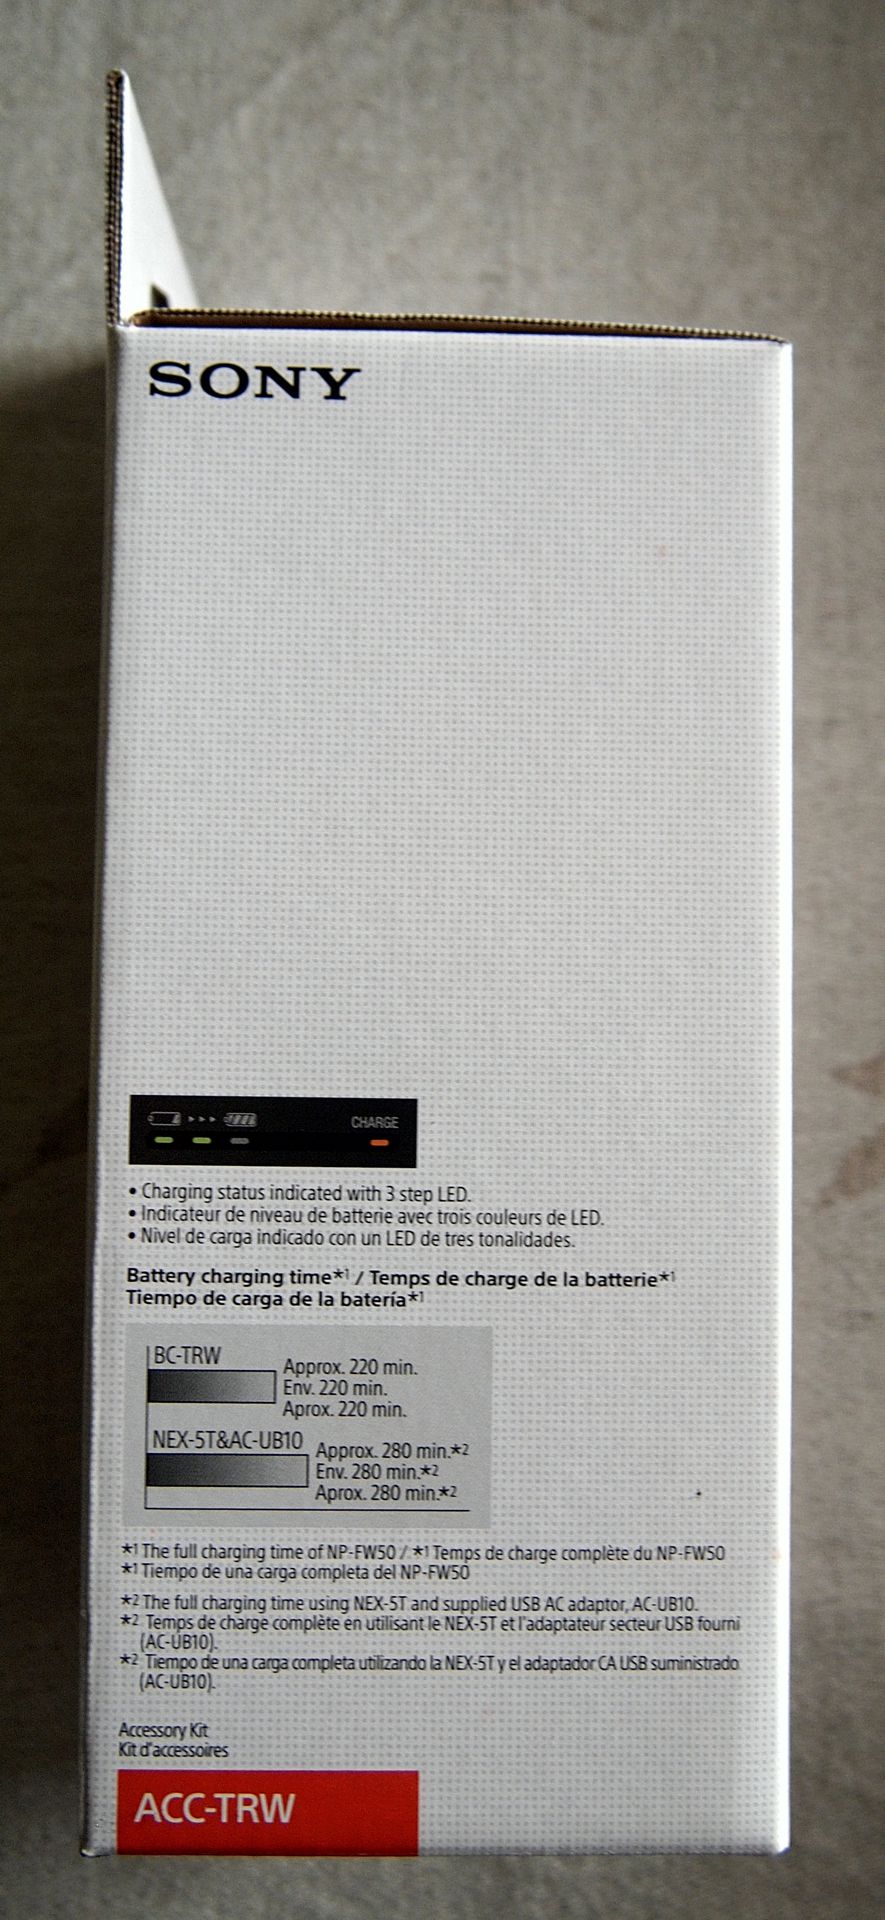 SONY
CHARGE
• Charging status indicated with 3 step LED.
• Indicateur de niveau de batterie avec trois couleurs de LED.
• Nivel de carga indicado con un LED de tres tonalidades.
Battery charging time*1 / Temps de charge de la batterie*1
Tiempo de carga de la batería*1
BC-TRW
Approx. 220 min.
Env. 220 min.
Aprox. 220 min.
NEX-5T&AC-UB10
Approx. 280 min.*2
Env. 280 min.*2
Aprox. 280 min.*2
*1 The full charging time of NP-FW50 / *1 Temps de charge complète du NP-FW50
*1 Tiempo de una carga completa del NP-FW50
*2 The full charging time using NEX-5T and supplied USB AC adaptor, AC-UB10.
*2 Temps de charge complète en utilisant le NEX-5T et l'adaptateur secteur USB fourni
(AC-UB10).
*2 Tiempo de una carga completa utilizando la NEX-5T y el adaptador CA USB suministrado
(AC-UB10).
Accessory Kit
Kit d'accessoires
ACC-TRW